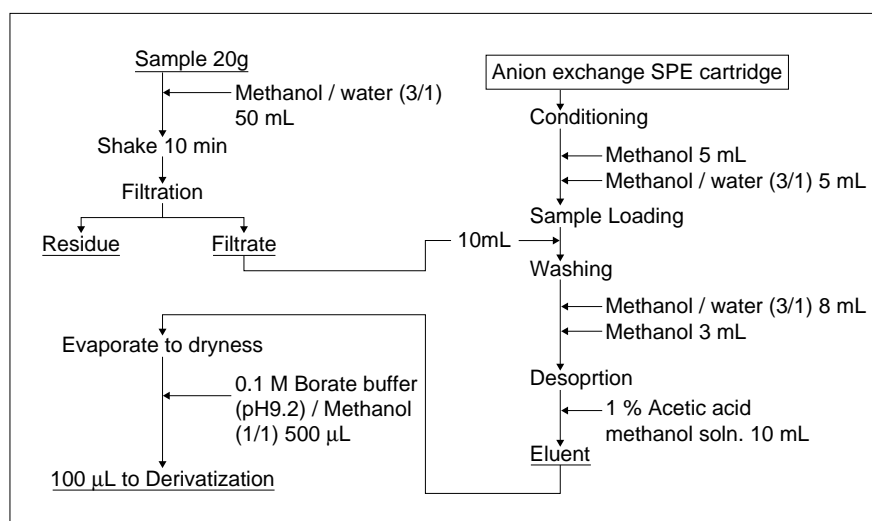 Sample 20g
Methanol / water (3/1)
50 mL
Shake 10 min
Filtration
Residue
Filtrate
10mL
Anion exchange SPE cartridge
Conditioning
Methanol 5 mL
Methanol / water (3/1) 5 mL
Sample Loading
Washing
Methanol / water (3/1) 8 mL
Methanol 3 mL
Desoprtion
1 % Acetic acid
methanol soln. 10 mL
Eluent
Evaporate to dryness
0.1 M Borate buffer
(pH9.2) / Methanol
(1/1) 500 μL
100 μL to Derivatization